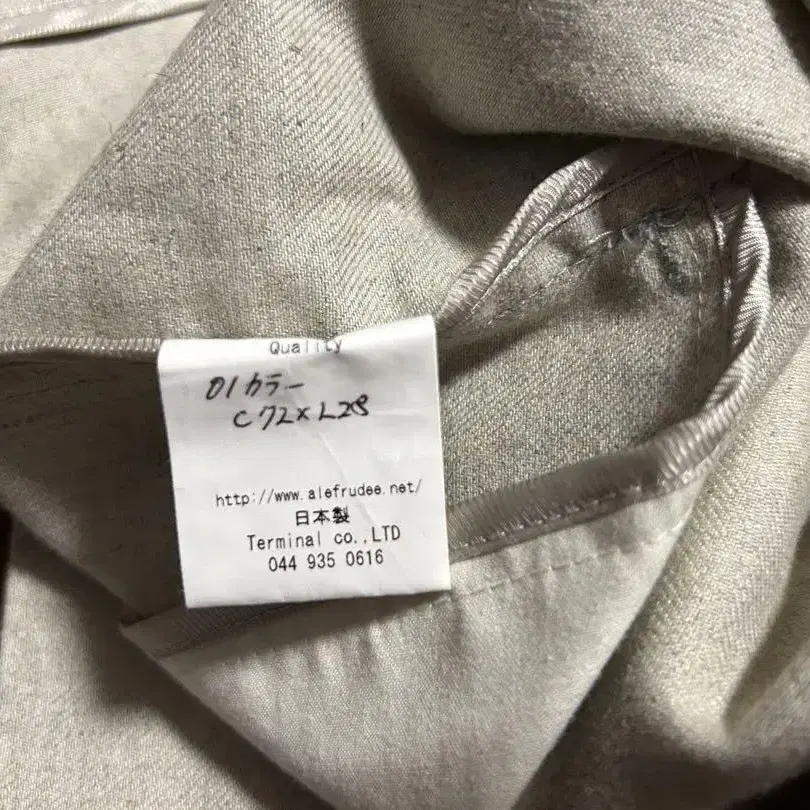 Quality
01カラー
C72×L28
http://www.alefrudee.net/
日本製
Terminal co.,LTD
044 935 0616